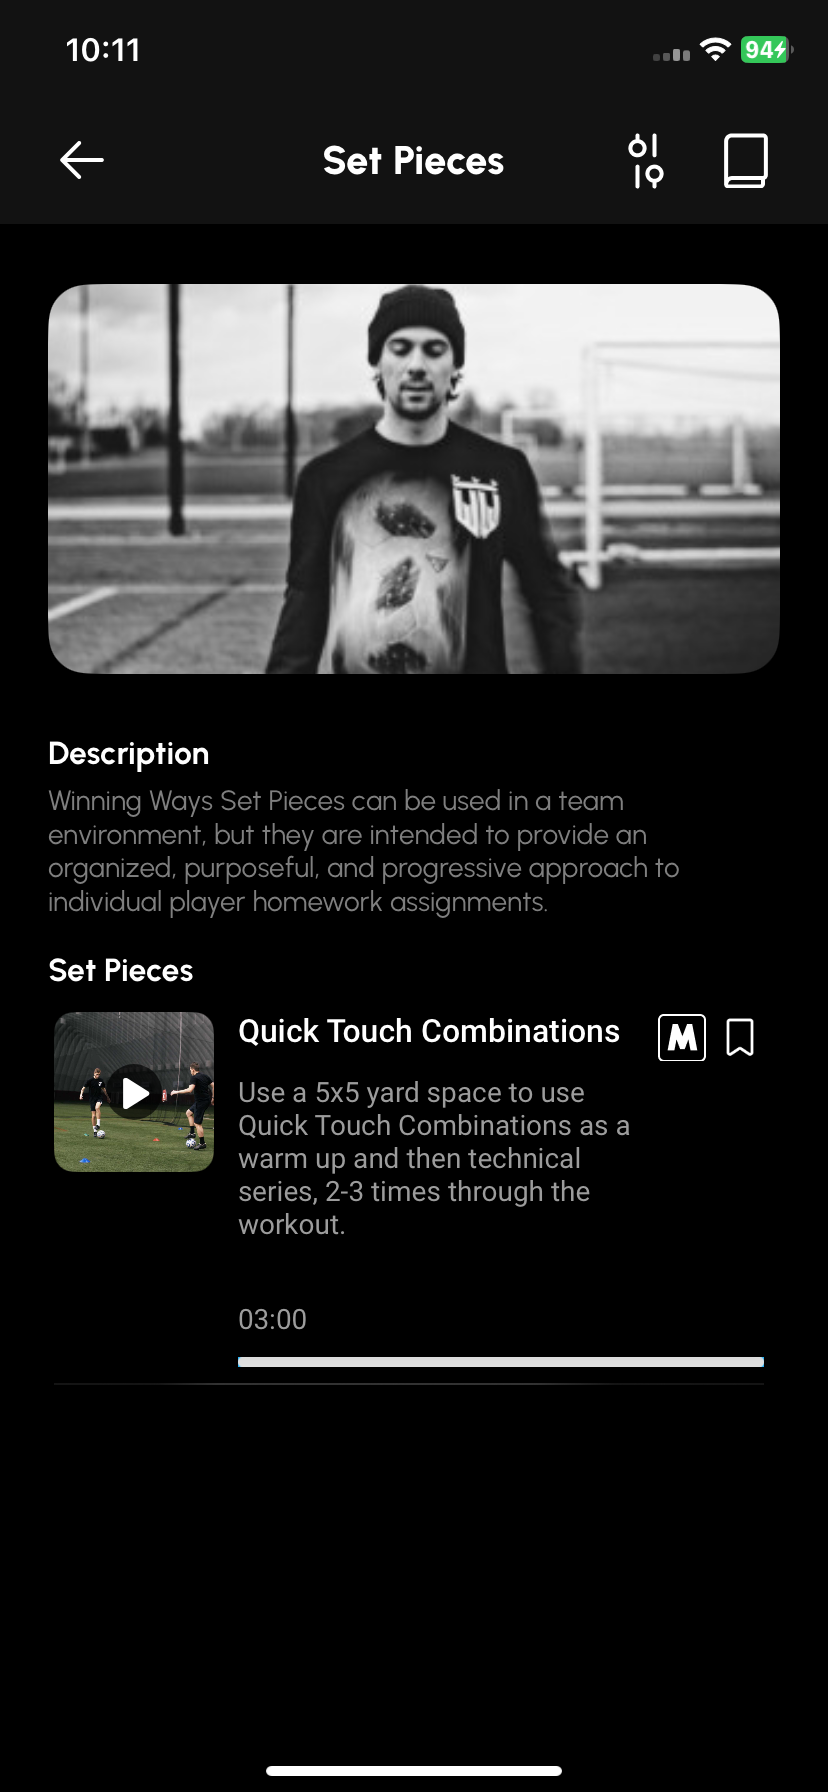 10:11
94
Set Pieces
Description
Winning Ways Set Pieces can be used in a team
environment, but they are intended to provide an
organized, purposeful, and progressive approach to
individual player homework assignments.
Set Pieces
Quick Touch Combinations
M
Use a 5x5 yard space to use
Quick Touch Combinations as a
warm up and then technical
series, 2-3 times through the
workout.
03:00